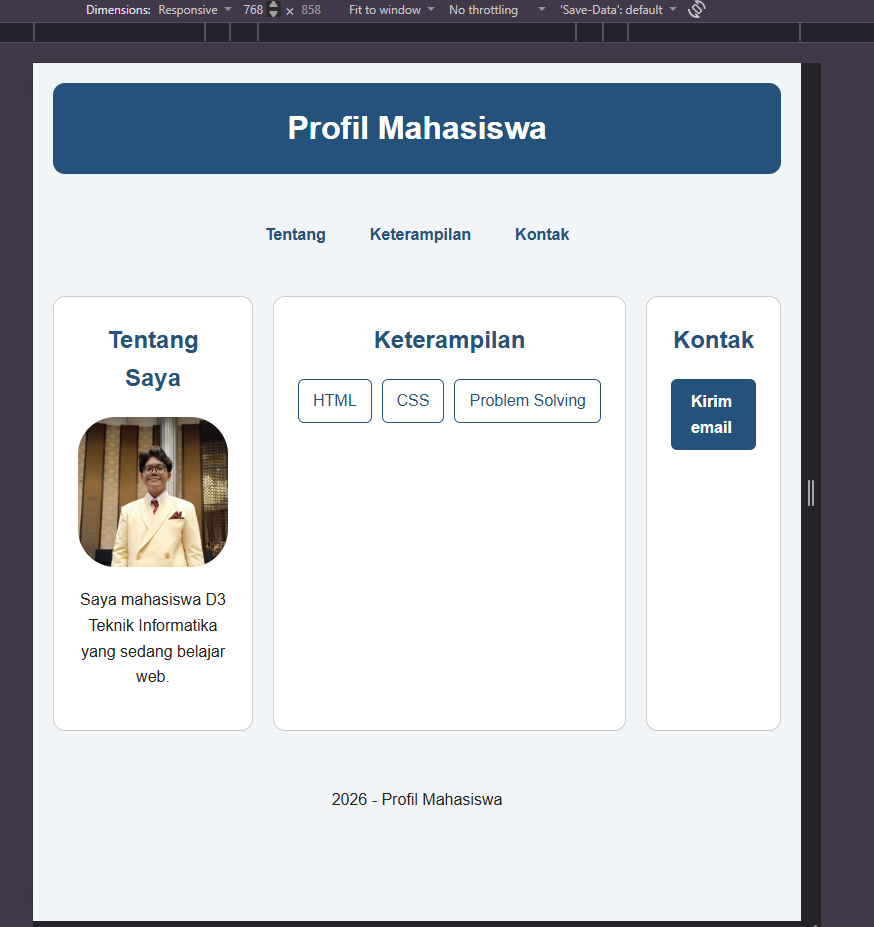 Dimensions: Responsive 768 × 858 Fit to window No throttling 'Save-Data': default
Profil Mahasiswa
Tentang Keterampilan Kontak
Tentang
Saya
Saya mahasiswa D3
Teknik Informatika
yang sedang belajar
web.
Keterampilan
HTML CSS Problem Solving
Kontak
Kirim
email
2026 - Profil Mahasiswa